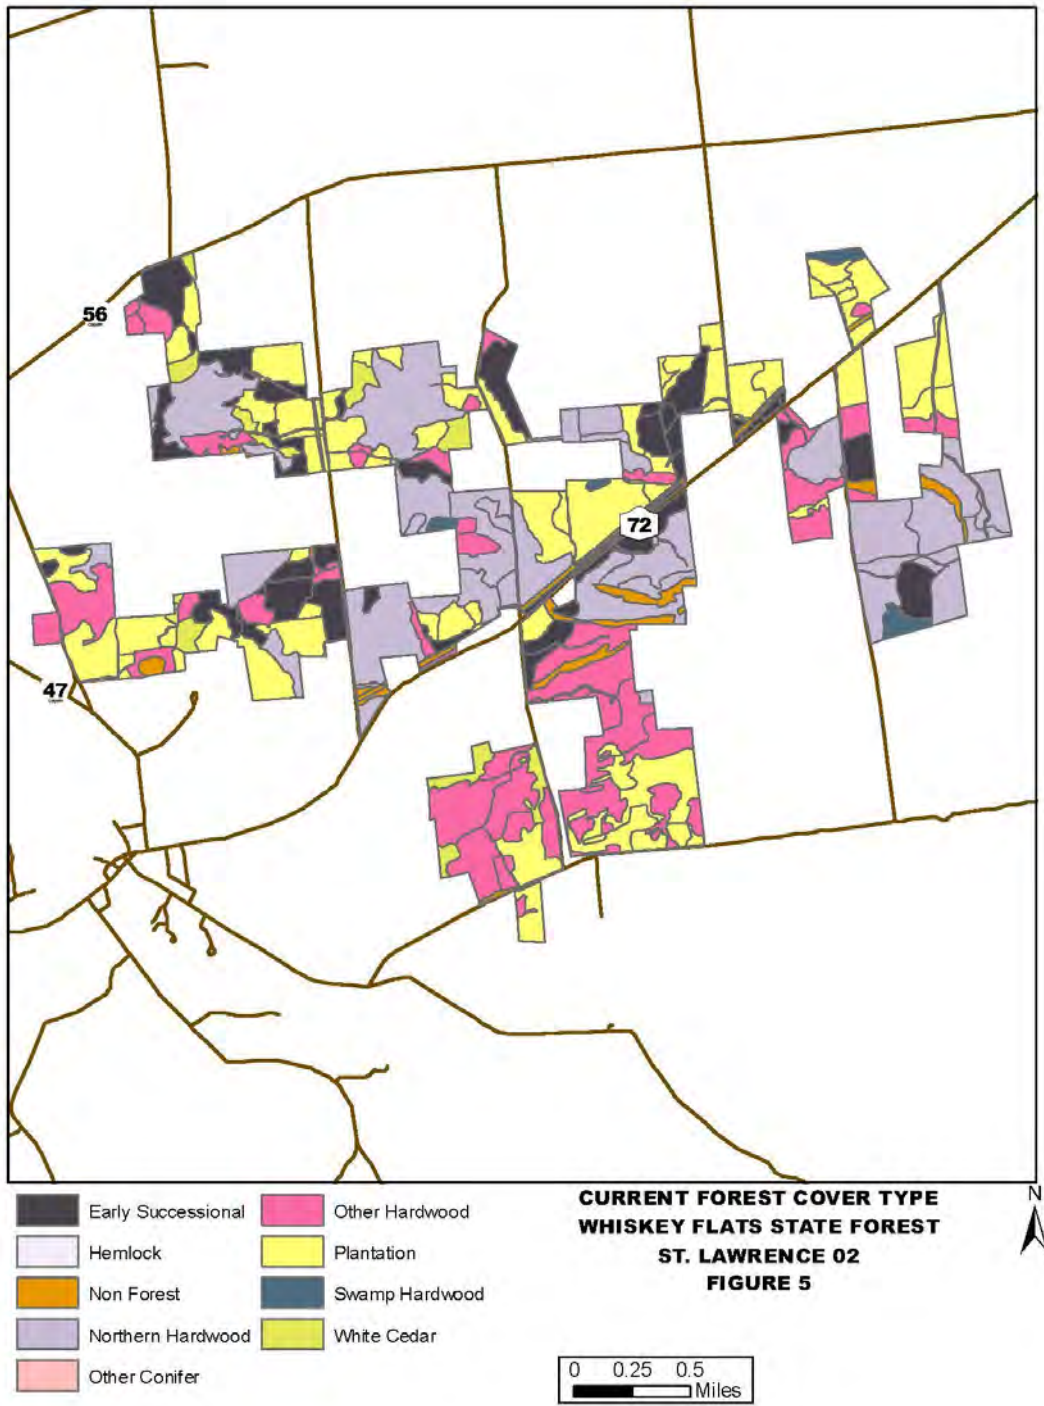 56
72
47
Early Successional
Hemlock
Non Forest
Northern Hardwood
Other Conifer
Other Hardwood
Plantation
Swamp Hardwood
White Cedar
CURRENT FOREST COVER TYPE
WHISKEY FLATS STATE FOREST
ST. LAWRENCE 02
FIGURE 5
N
0 0.25 0.5
Miles